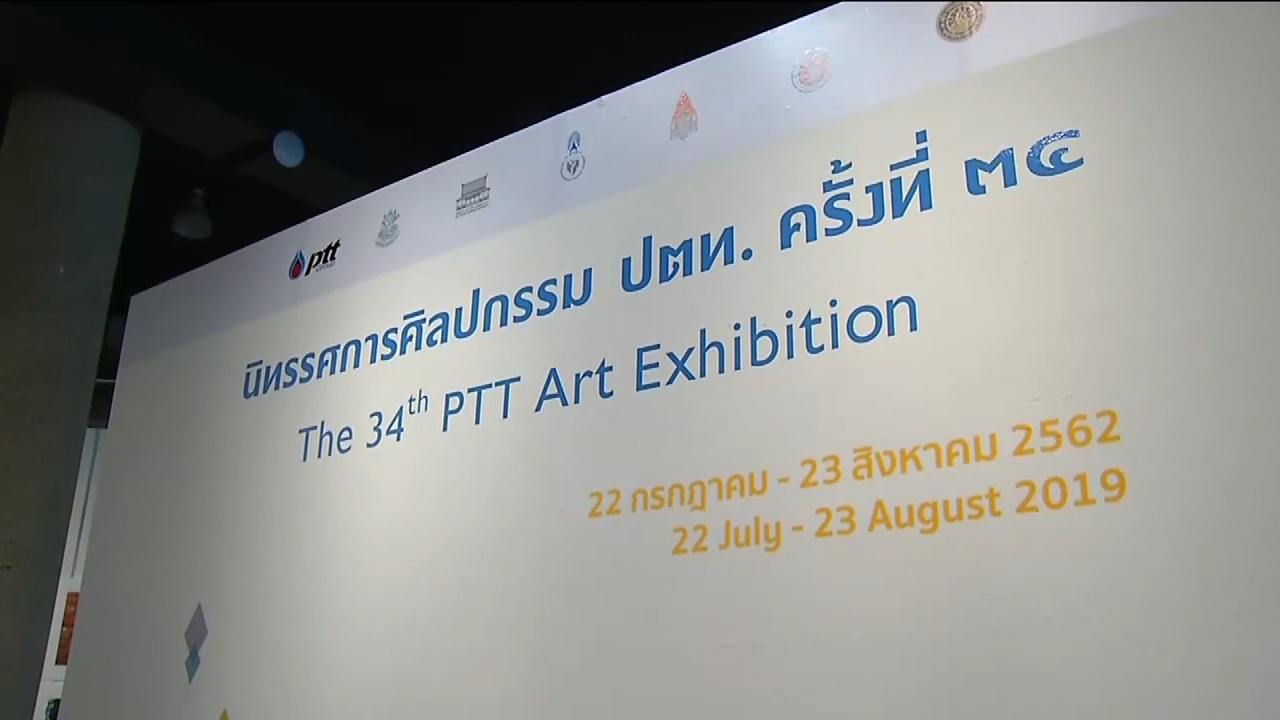 ptt
นิทรรศการศิลปกรรม ปตท. ครั้งที่ ๓๔
The 34th PTT Art Exhibition
22 กรกฎาคม - 23 สิงหาคม 2562
22 July - 23 August 2019